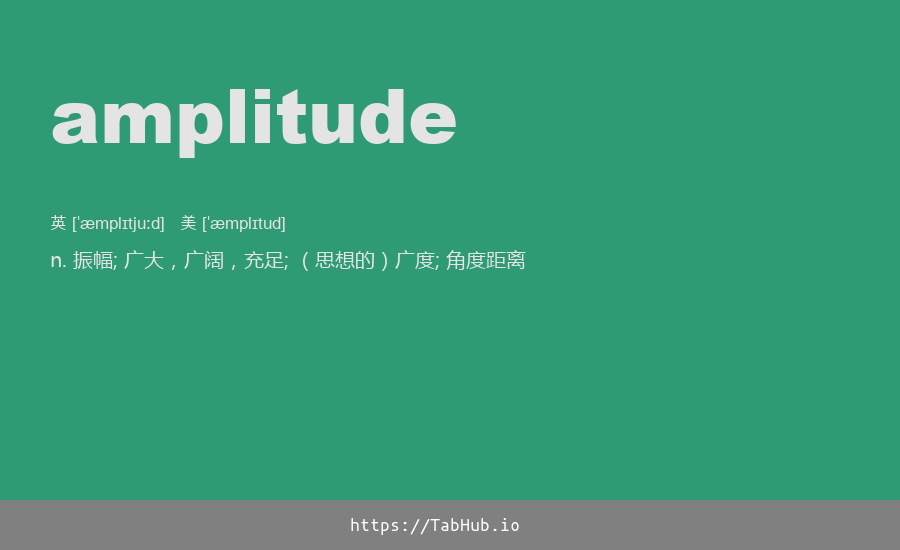 amplitude
英 [ˈæmplɪtjuːd]   美 [ˈæmplɪtud]
n. 振幅; 广大，广阔，充足; （思想的）广度; 角度距离
https://TabHub.io